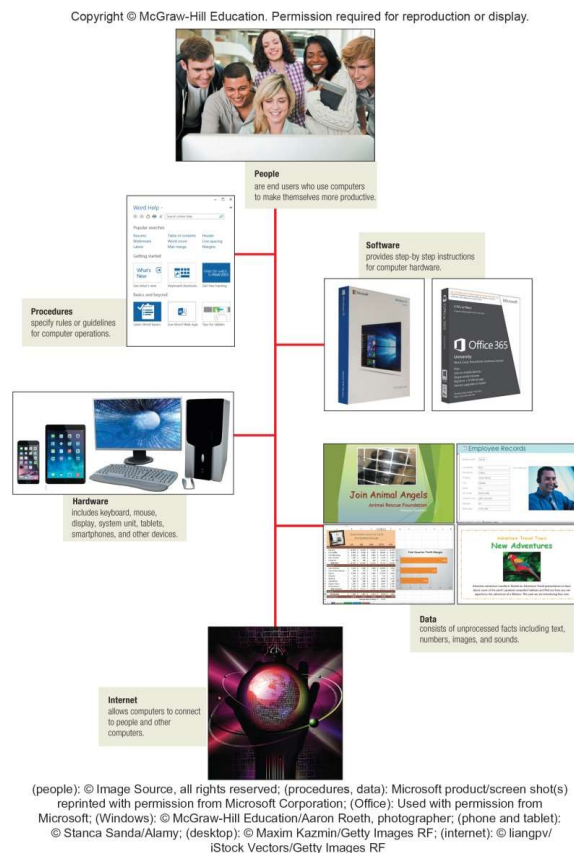 Copyright © McGraw-Hill Education. Permission required for reproduction or display.
People
are end users who use computers
to make themselves more productive.
Word Help
Popular searches
Getting started
What's
New
Basics and beyond
Procedures
specify rules or guidelines
for computer operations.
Software
provides step-by step instructions
for computer hardware.
Microsoft
Office 365
University
Hardware
includes keyboard, mouse,
display, system unit, tablets,
smartphones, and other devices.
Join Animal Angels
Animal Rescue Foundation
Employee Records
Adventure Travel Tours
New Adventures
Data
consists of unprocessed facts including text,
numbers, images, and sounds.
Internet
allows computers to connect
to people and other
computers.
(people): © Image Source, all rights reserved; (procedures, data): Microsoft product/screen shot(s)
reprinted with permission from Microsoft Corporation; (Office): Used with permission from
Microsoft; (Windows): © McGraw-Hill Education/Aaron Roeth, photographer; (phone and tablet):
© Stanca Sanda/Alamy; (desktop): © Maxim Kazmin/Getty Images RF; (internet): © liangpv/
iStock Vectors/Getty Images RF